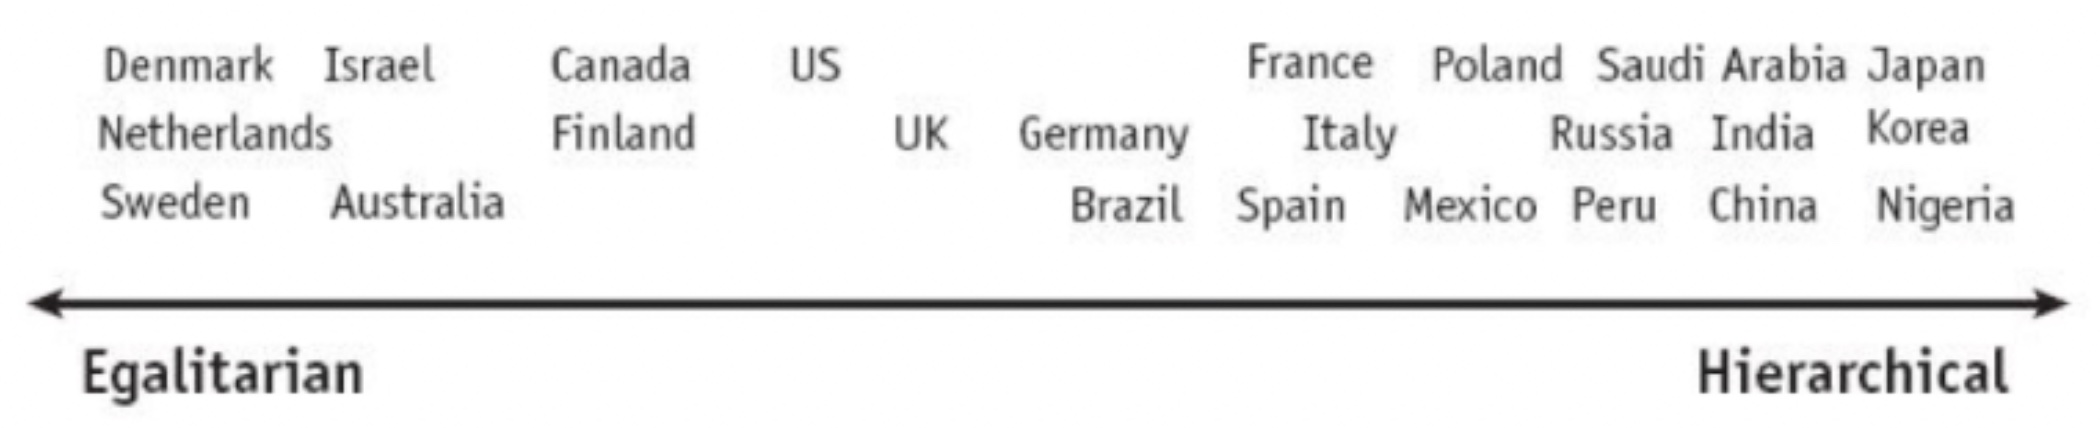 Denmark Israel Canada US France Poland Saudi Arabia Japan
Netherlands Finland UK Germany Italy Russia India Korea
Sweden Australia Brazil Spain Mexico Peru China Nigeria
Egalitarian Hierarchical